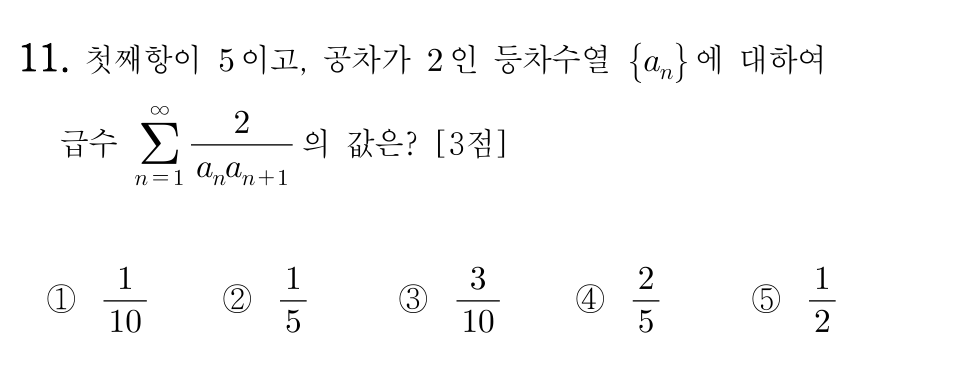 11. 첫째항이 5이고, 공차가 2인 등차수열 {aₙ}에 대하여
급수 $\sum_{n=1}^{\infty} \frac{2}{a_n a_{n+1}}$의 값은? [3점]
① $\frac{1}{10}$ ② $\frac{1}{5}$ ③ $\frac{3}{10}$ ④ $\frac{2}{5}$ ⑤ $\frac{1}{2}$